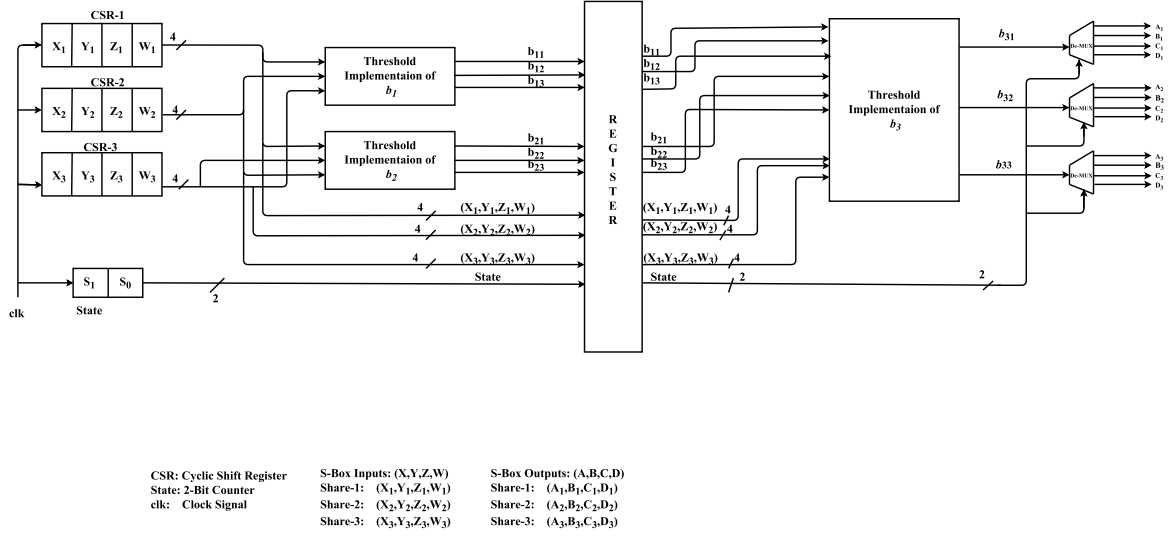 CSR-1
X1 Y1 Z1 W1
4
CSR-2
X2 Y2 Z2 W2
4
CSR-3
X3 Y3 Z3 W3
4
S1 S0
State
clk
2
Threshold
Implementaion of
b1
b11
b12
b13
Threshold
Implementaion of
b2
b21
b22
b23
4 (X1,Y1,Z1,W1)
4 (X2,Y2,Z2,W2)
4 (X3,Y3,Z3,W3)
State
REGISTER
b11
b12
b13
b21
b22
b23
(X1,Y1,Z1,W1) 4
(X2,Y2,Z2,W2) 4
(X3,Y3,Z3,W3) 4
State
2
2
Threshold
Implementaion of
b3
b31
b32
b33
De-MUX
De-MUX
De-MUX
A1
B1
C1
D1
A2
B2
C2
D2
A3
B3
C3
D3
CSR: Cyclic Shift Register
State: 2-Bit Counter
clk: Clock Signal
S-Box Inputs: (X,Y,Z,W)
Share-1: (X1,Y1,Z1,W1)
Share-2: (X2,Y2,Z2,W2)
Share-3: (X3,Y3,Z3,W3)
S-Box Outputs: (A,B,C,D)
Share-1: (A1,B1,C1,D1)
Share-2: (A2,B2,C2,D2)
Share-3: (A3,B3,C3,D3)